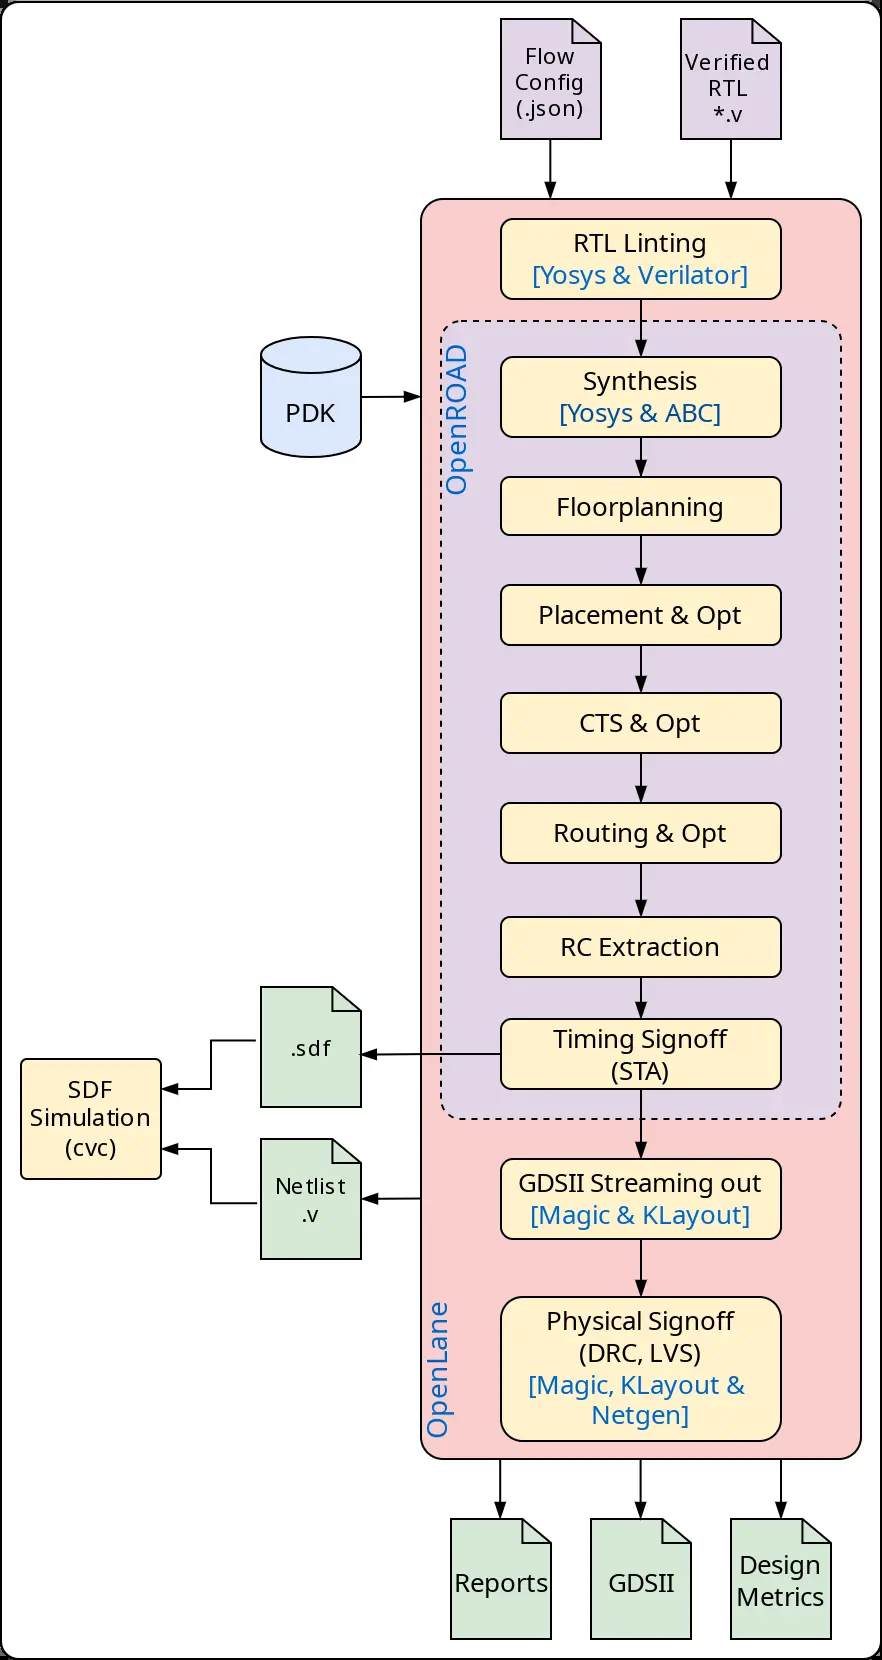 Flow
Config
(.json)
Verified
RTL
*.v
RTL Linting
[Yosys & Verilator]
OpenROAD
Synthesis
[Yosys & ABC]
PDK
Floorplanning
Placement & Opt
CTS & Opt
Routing & Opt
RC Extraction
Timing Signoff
(STA)
.sdf
SDF
Simulation
(cvc)
Netlist
.v
GDSII Streaming out
[Magic & KLayout]
OpenLane
Physical Signoff
(DRC, LVS)
[Magic, KLayout &
Netgen]
Reports
GDSII
Design
Metrics